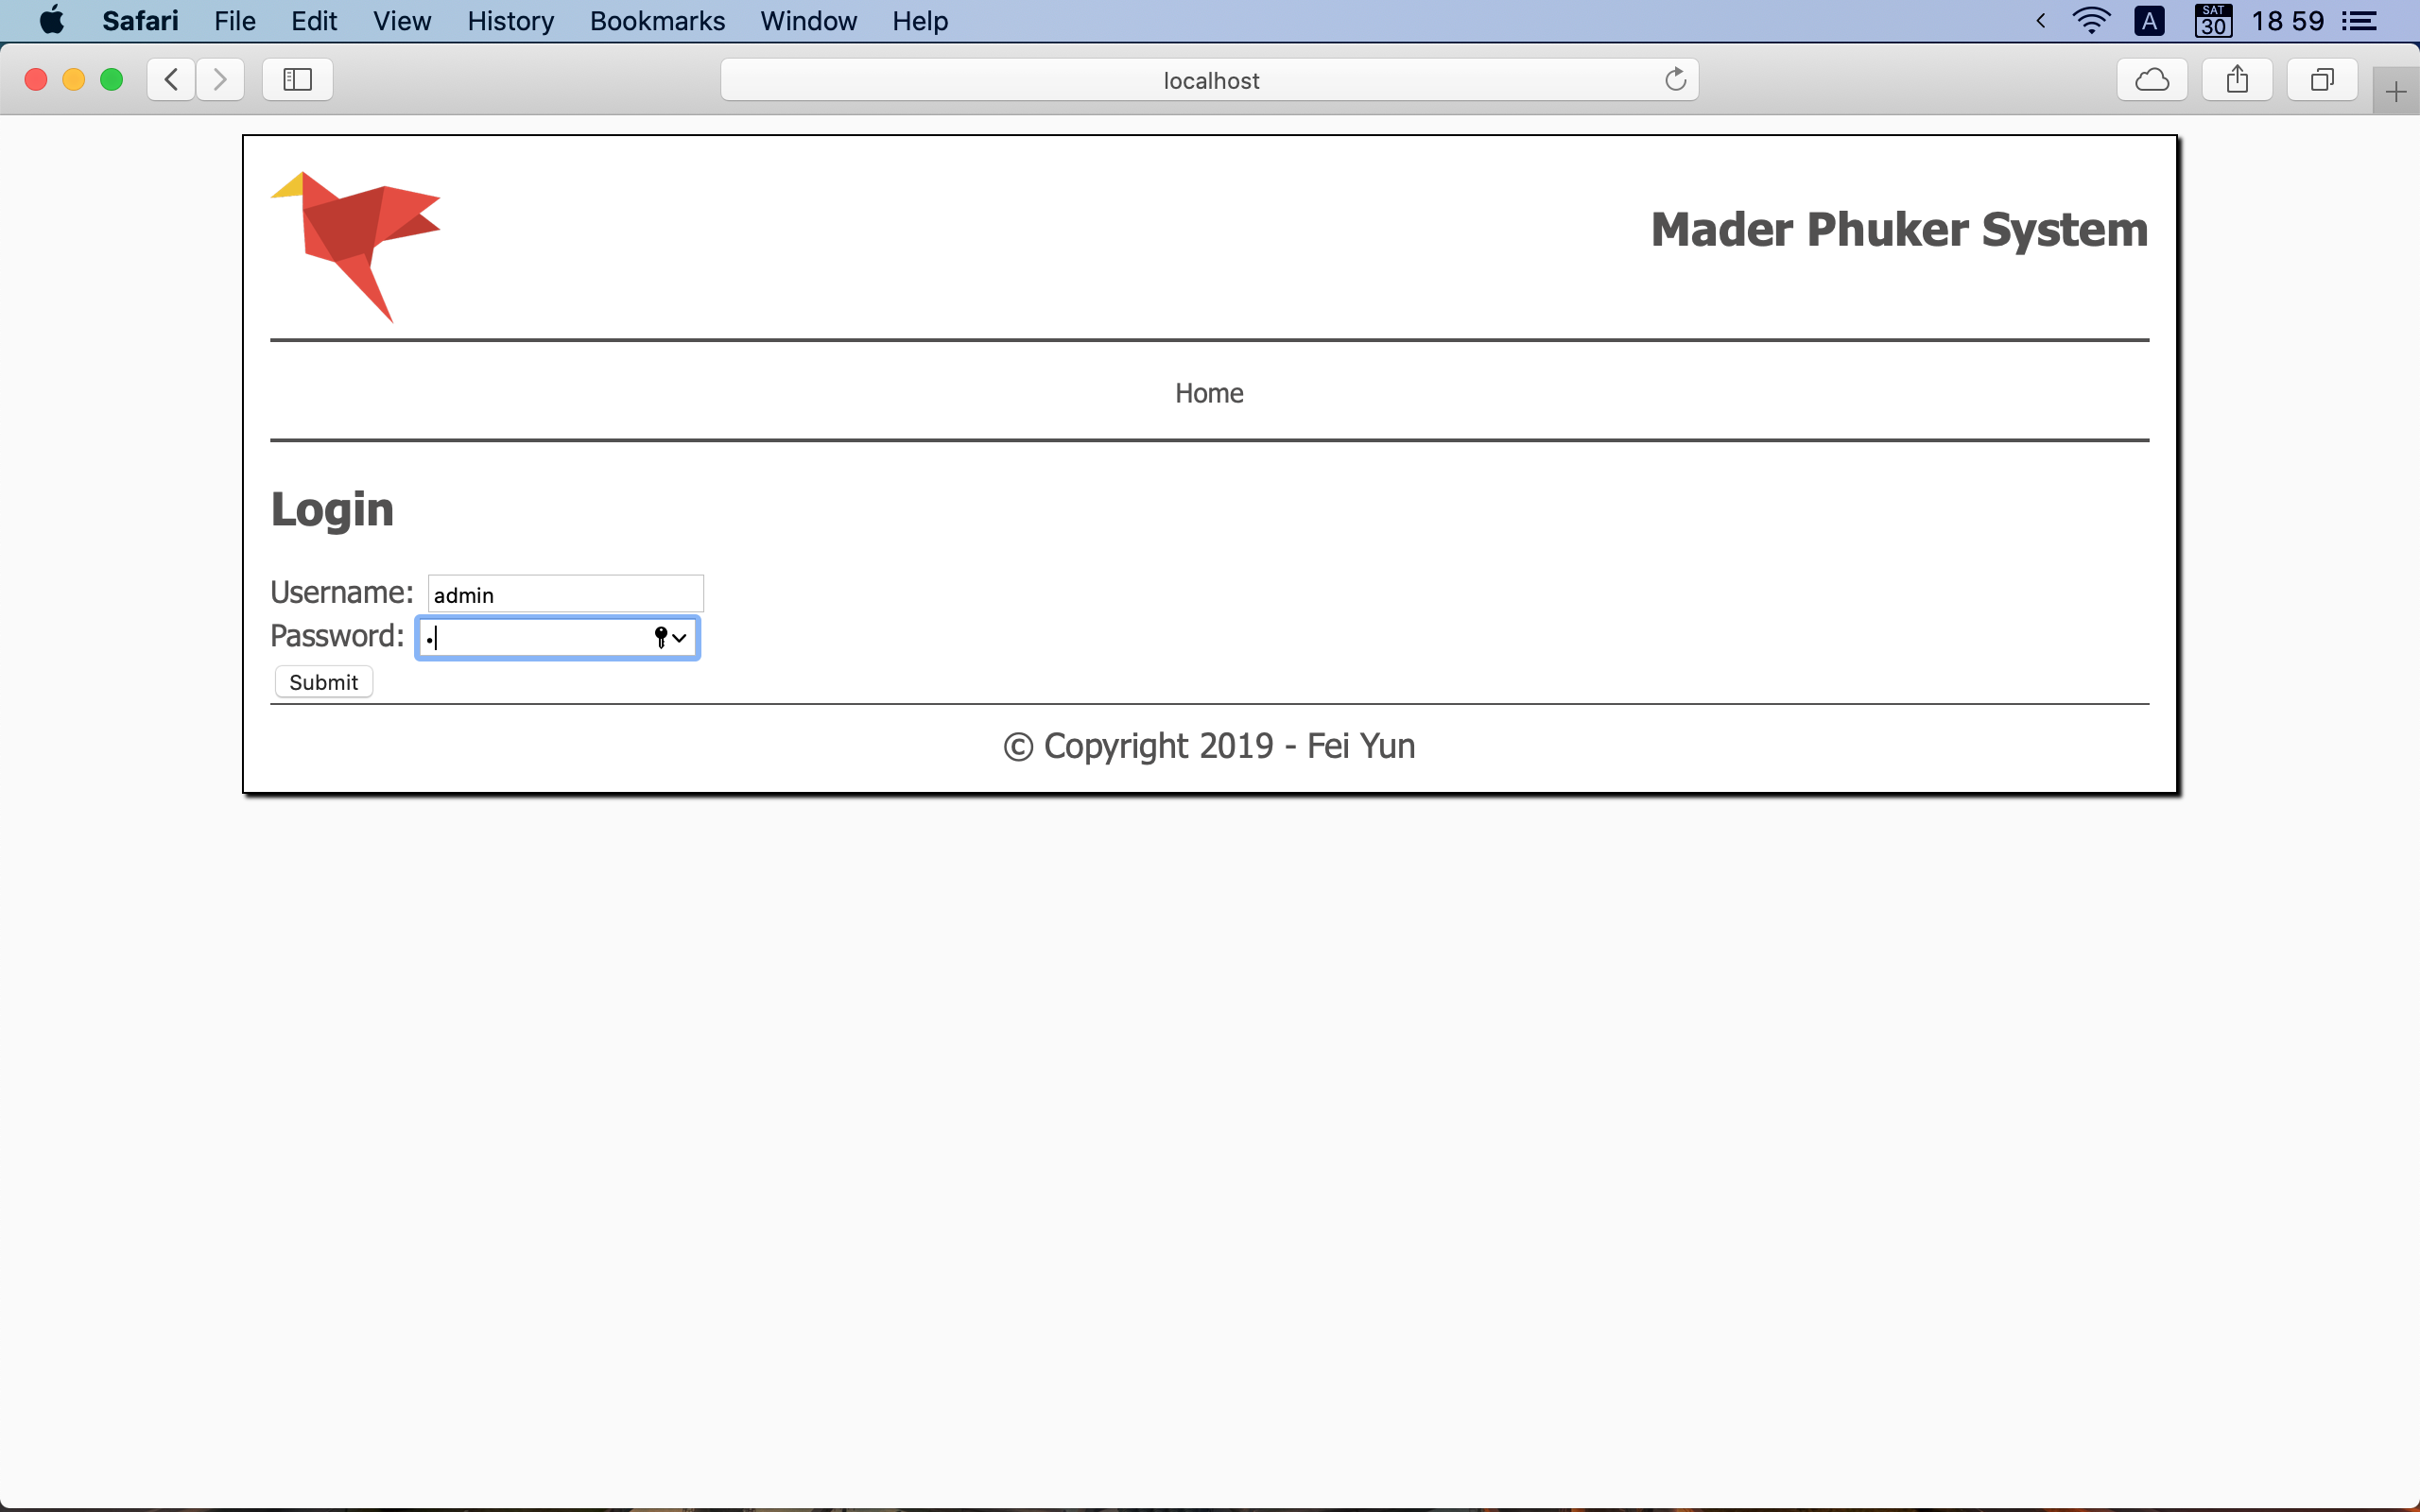 Safari File Edit View History Bookmarks Window Help A SAT 30 18 59
localhost
Mader Phuker System
Home
Login
Username: admin
Password: •
Submit
© Copyright 2019 - Fei Yun